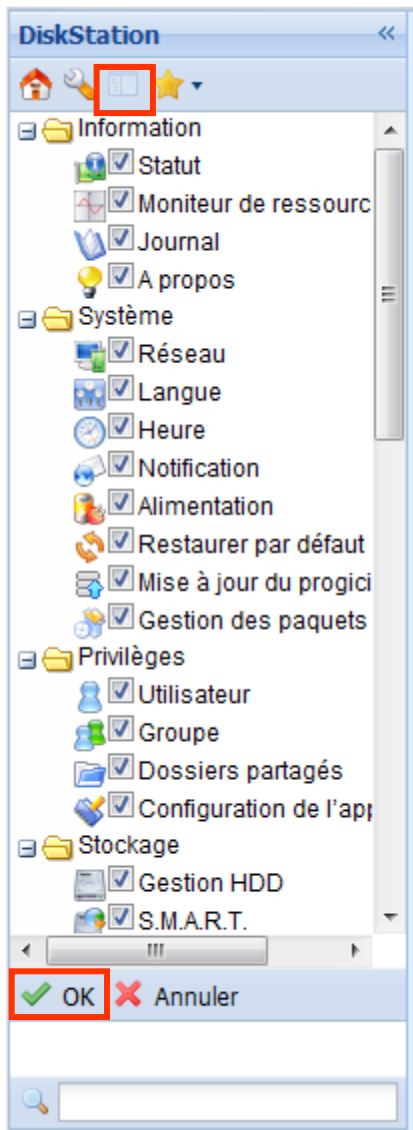 DiskStation
Information
Statut
Moniteur de ressourc
Journal
A propos
Système
Réseau
Langue
Heure
Notification
Alimentation
Restaurer par défaut
Mise à jour du progici
Gestion des paquets
Privilèges
Utilisateur
Groupe
Dossiers partagés
Configuration de l'app
Stockage
Gestion HDD
S.M.A.R.T.
OK Annuler